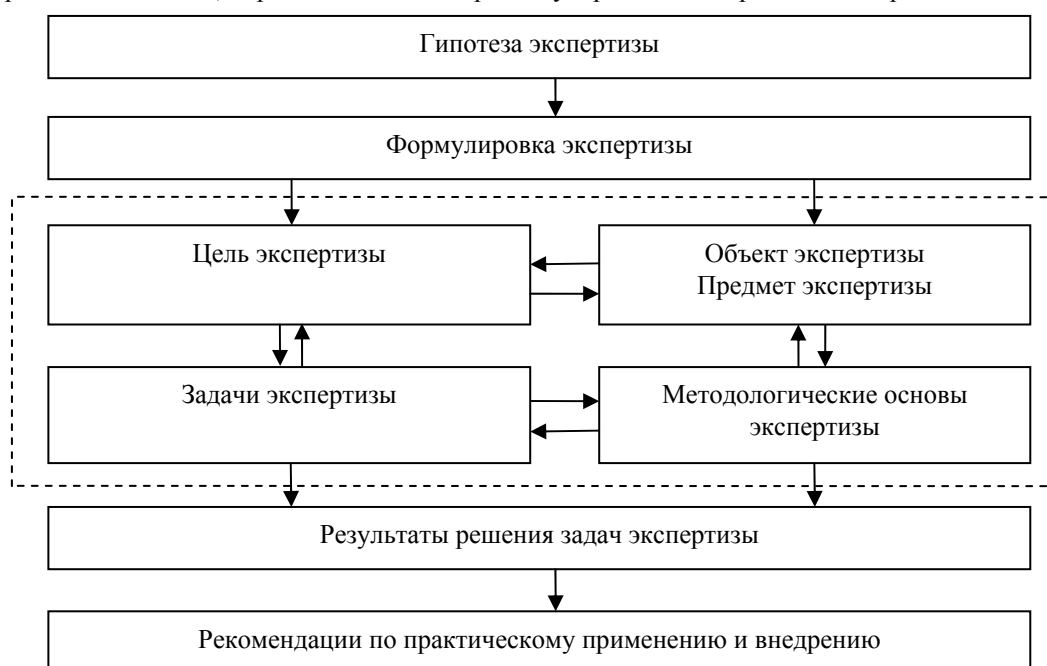 Гипотеза экспертизы
Формулировка экспертизы
Цель экспертизы
Объект экспертизы
Предмет экспертизы
Задачи экспертизы
Методологические основы
экспертизы
Результаты решения задач экспертизы
Рекомендации по практическому применению и внедрению